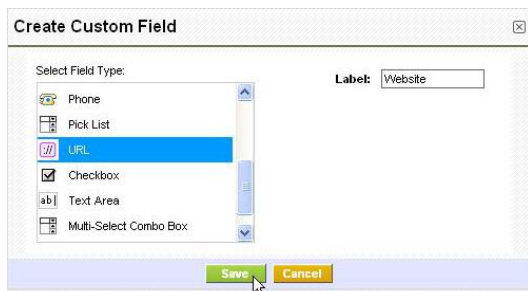 Create Custom Field
Select Field Type:
Label: Website
Phone
Pick List
:// URL
Checkbox
ab| Text Area
Multi-Select Combo Box
Save Cancel